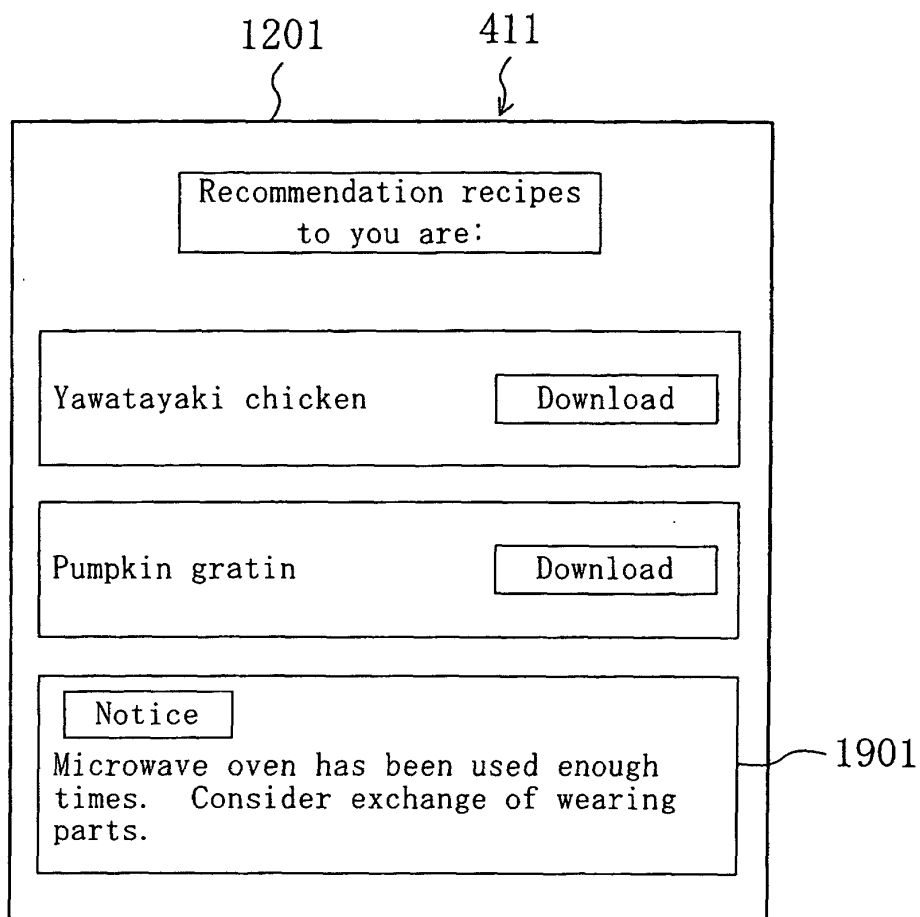 1201 411
Recommendation recipes
to you are:
Yawatayaki chicken Download
Pumpkin gratin Download
Notice
Microwave oven has been used enough
times. Consider exchange of wearing
parts.
1901